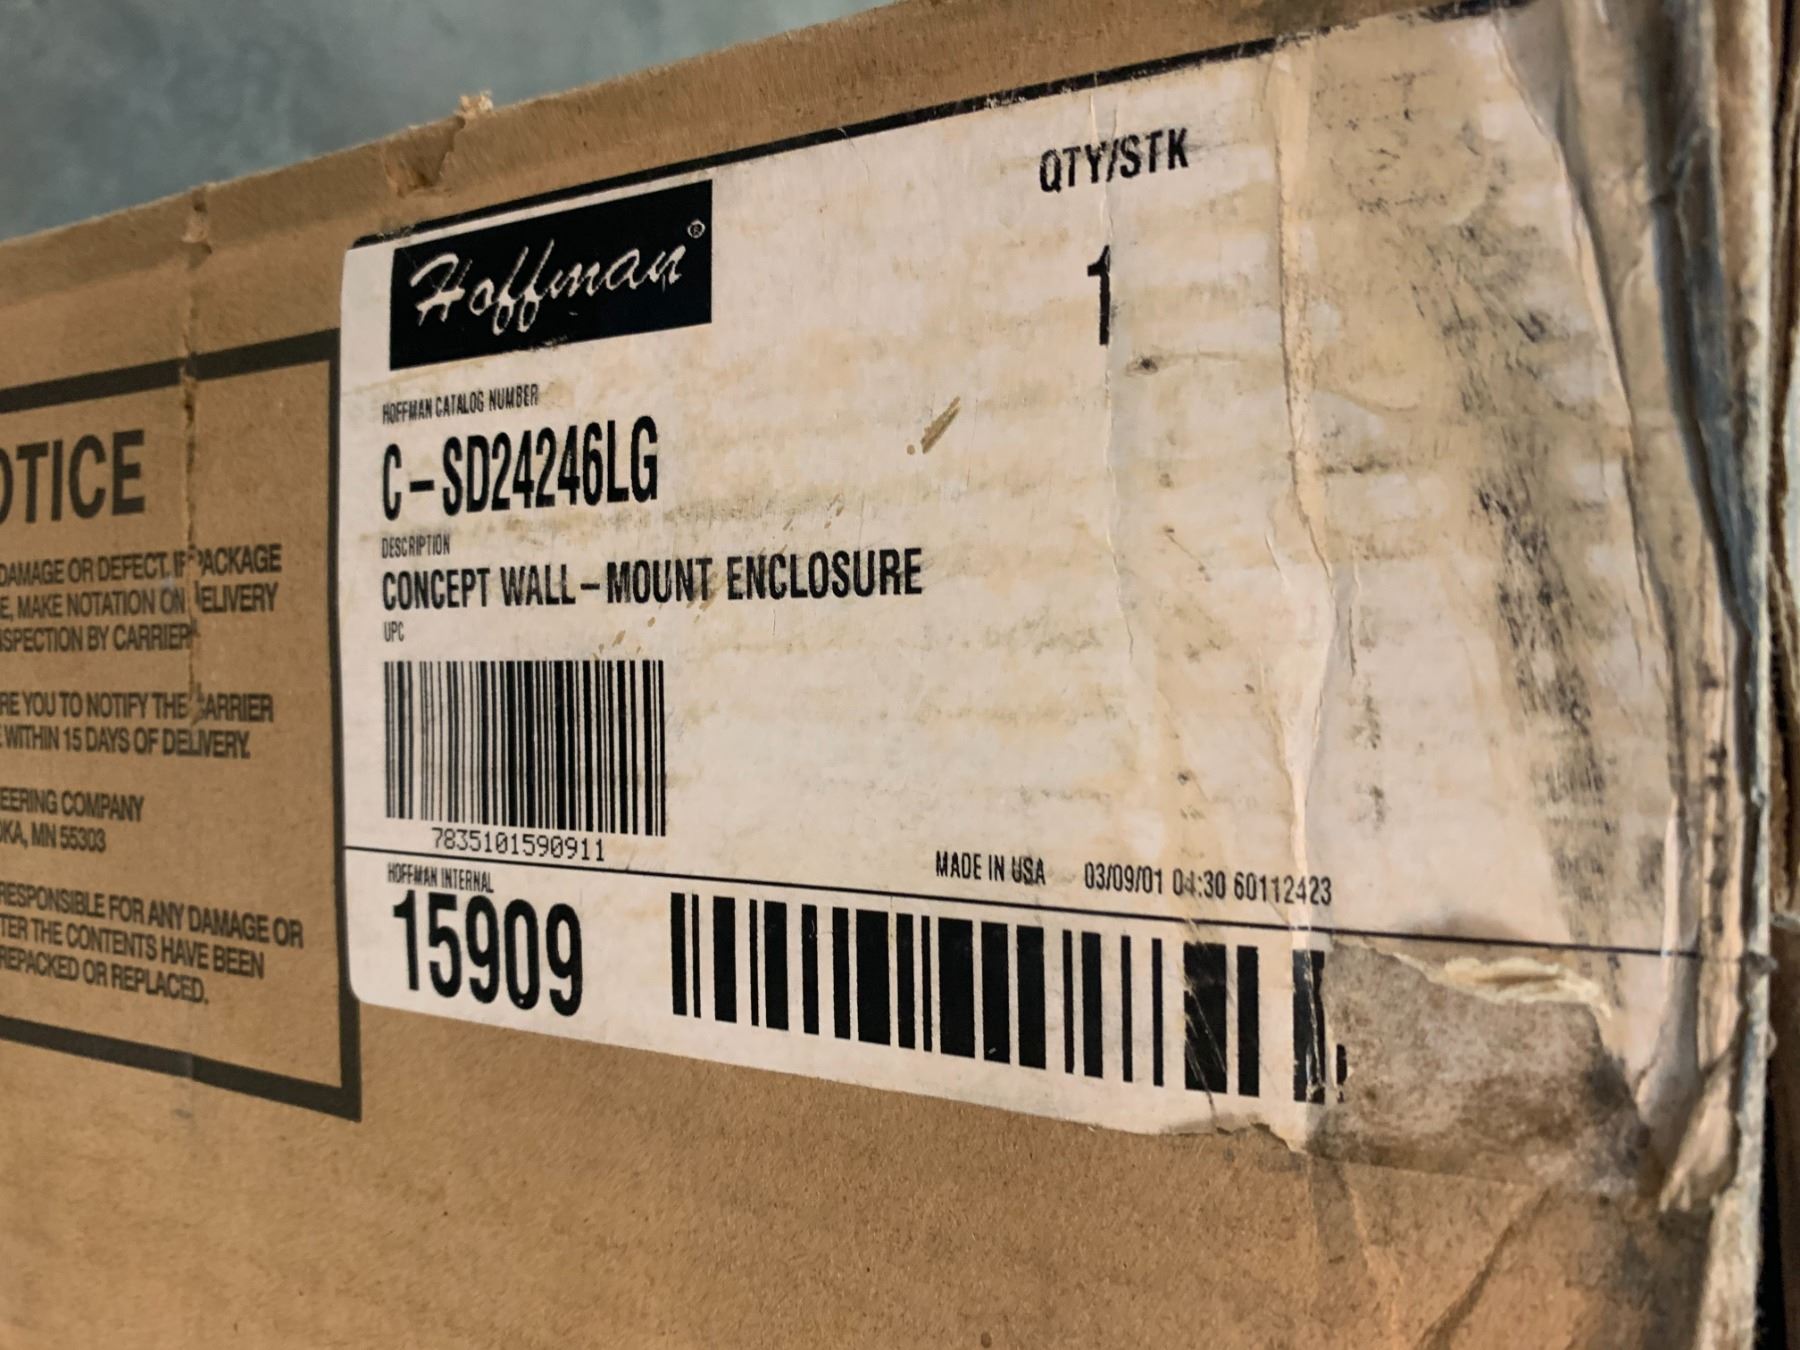 OTICE
DAMAGE OR DEFECT. IF PACKAGE
E, MAKE NOTATION ON DELIVERY
SPECTION BY CARRIER
RE YOU TO NOTIFY THE CARRIER
WITHIN 15 DAYS OF DELIVERY.
EERING COMPANY
OKA, MN 55303
RESPONSIBLE FOR ANY DAMAGE OR
TER THE CONTENTS HAVE BEEN
REPACKED OR REPLACED.
Hoffman®
QTY/STK
1
HOFFMAN CATALOG NUMBER
C-SD24246LG
DESCRIPTION
CONCEPT WALL-MOUNT ENCLOSURE
UPC
7835101590911
MADE IN USA 03/09/01 04:30 60112423
HOFFMAN INTERNAL
15909